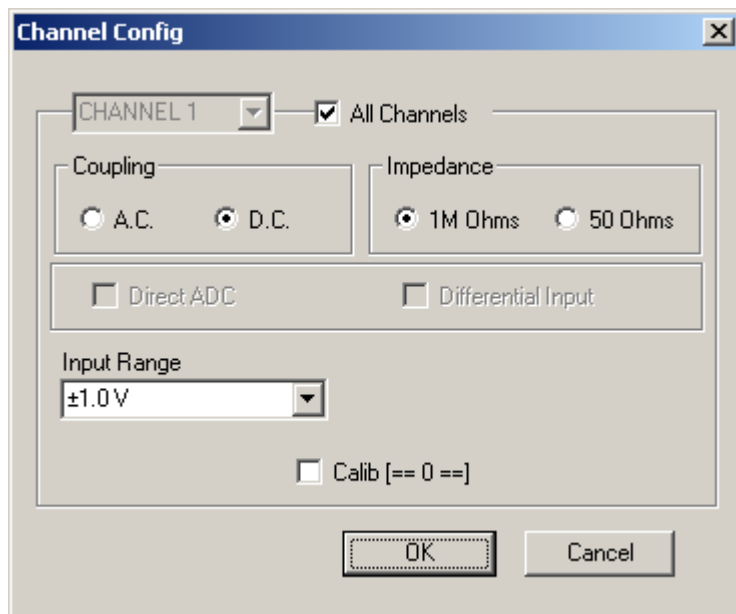 Channel Config
CHANNEL 1 All Channels
Coupling Impedance
A.C. D.C. 1M Ohms 50 Ohms
Direct ADC Differential Input
Input Range
±1.0 V
Calib [== 0 ==]
OK Cancel